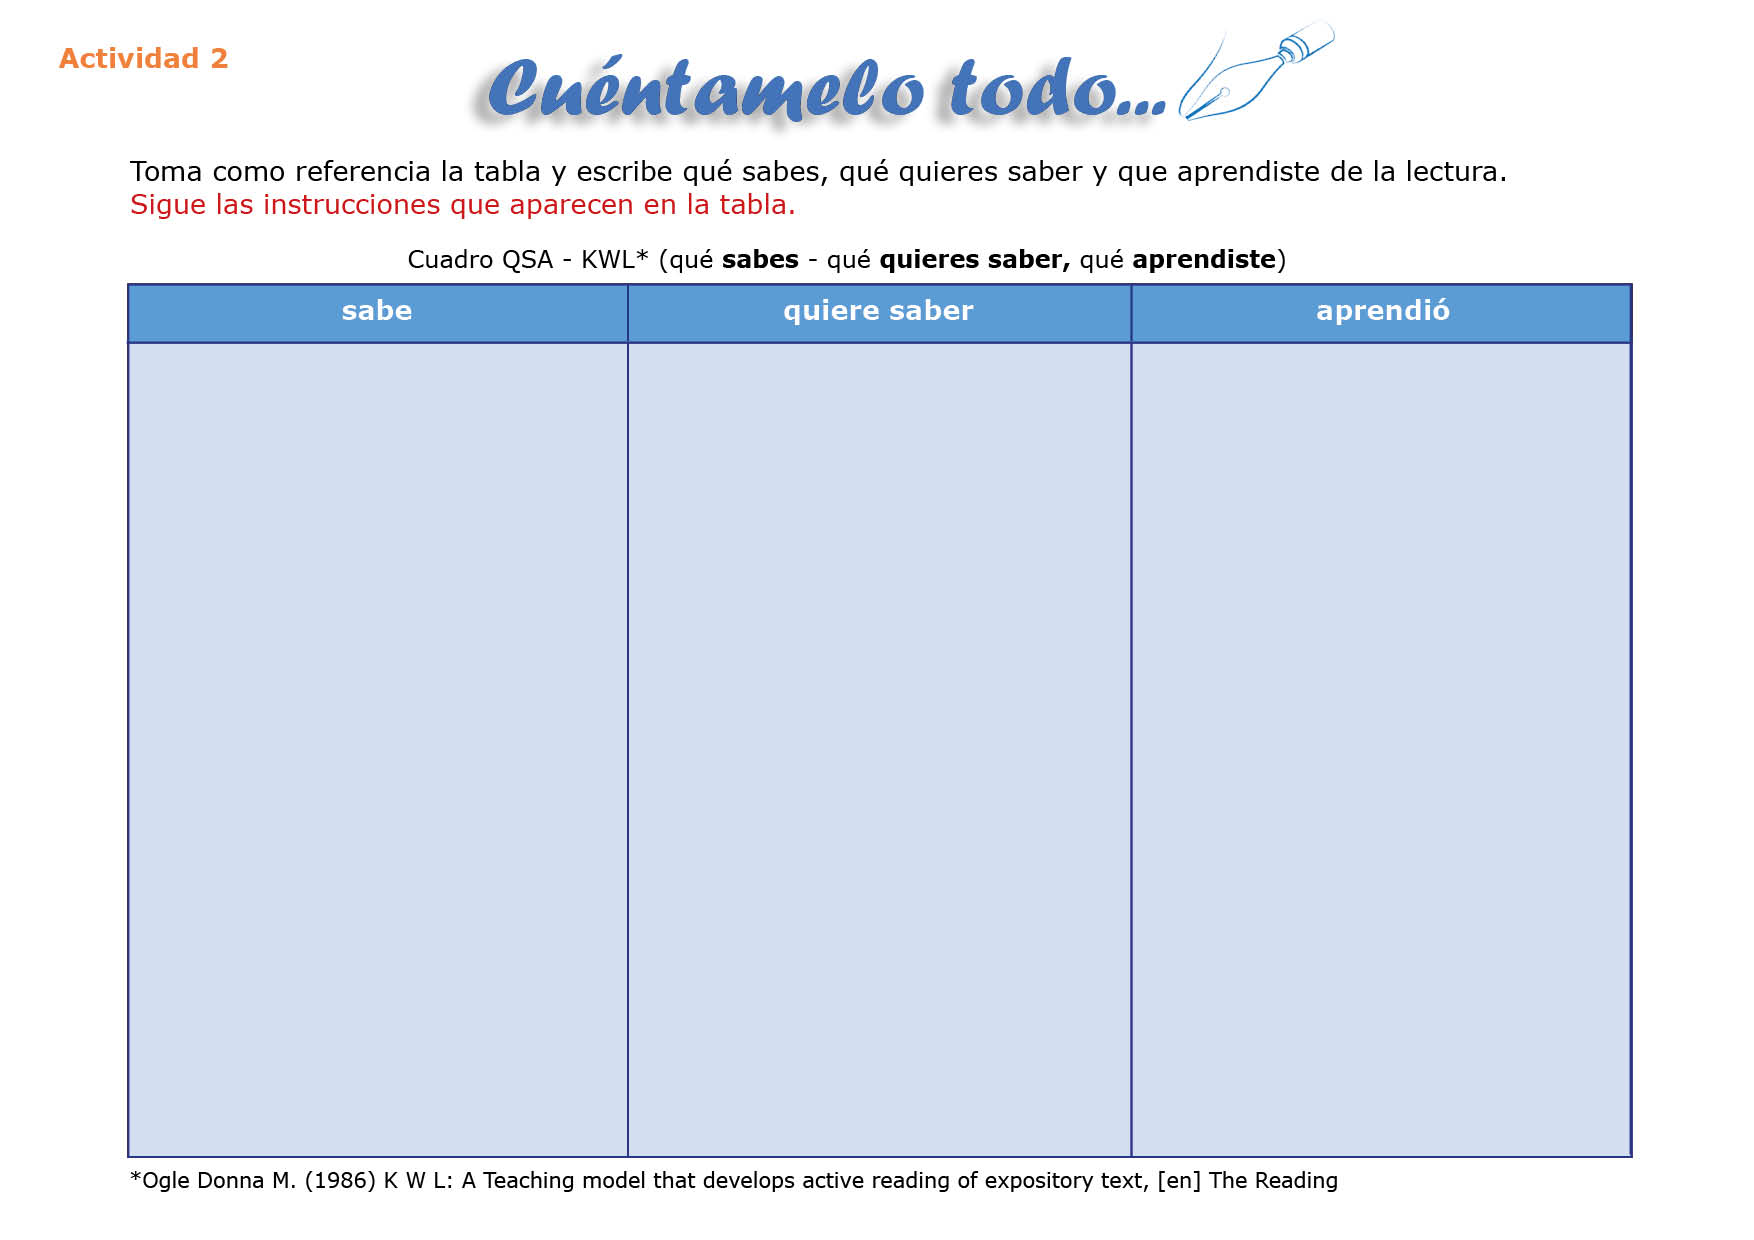 Actividad 2
Cuéntamelo todo...
Toma como referencia la tabla y escribe qué sabes, qué quieres saber y que aprendiste de la lectura.
Sigue las instrucciones que aparecen en la tabla.
Cuadro QSA - KWL* (qué sabes - qué quieres saber, qué aprendiste)
sabe quiere saber aprendió
*Ogle Donna M. (1986) K W L: A Teaching model that develops active reading of expository text, [en] The Reading